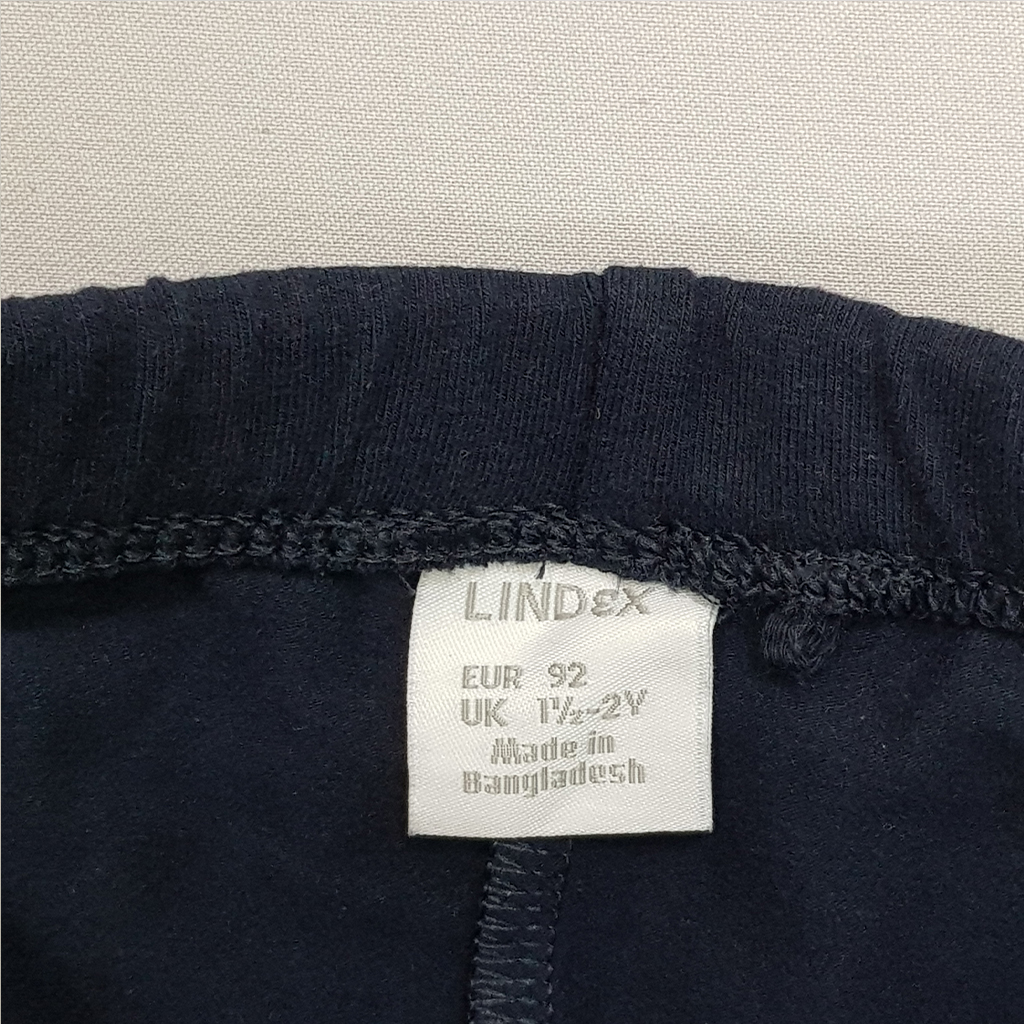 LINDEX
EUR 92
UK 1½-2Y
Made in
Bangladesh